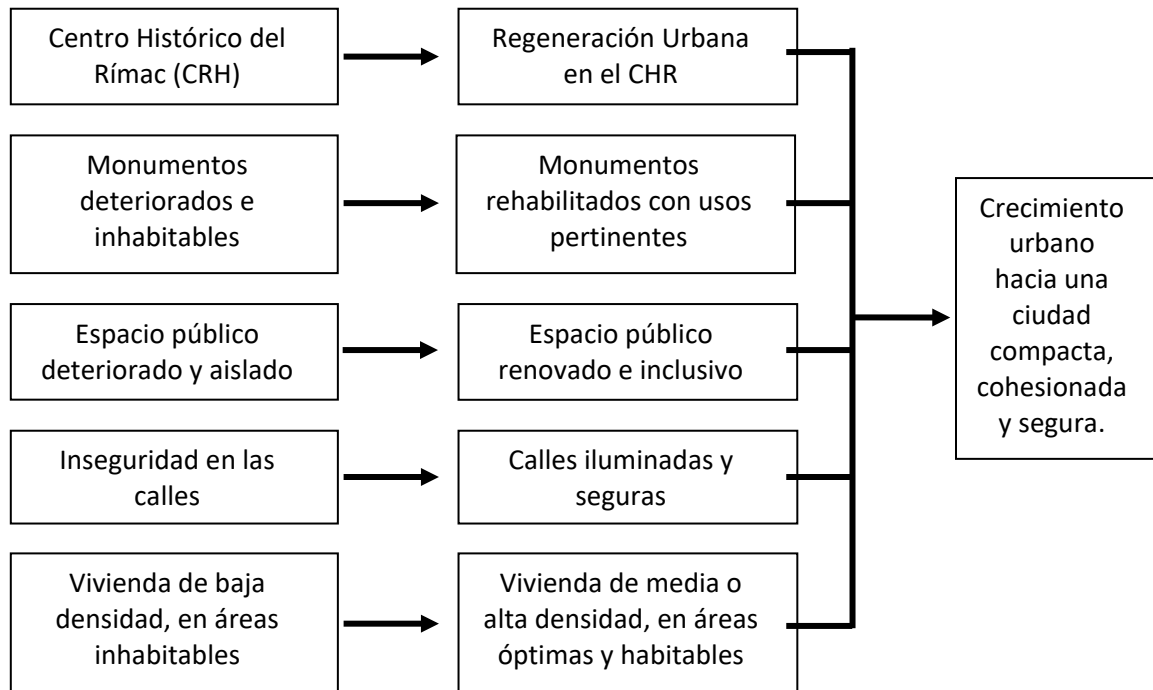 Centro Histórico del
Rímac (CRH)
Regeneración Urbana
en el CHR
Monumentos
deteriorados e
inhabitables
Monumentos
rehabilitados con usos
pertinentes
Espacio público
deteriorado y aislado
Espacio público
renovado e inclusivo
Inseguridad en las
calles
Calles iluminadas y
seguras
Vivienda de baja
densidad, en áreas
inhabitables
Vivienda de media o
alta densidad, en áreas
óptimas y habitables
Crecimiento
urbano
hacia una
ciudad
compacta,
cohesionada
y segura.